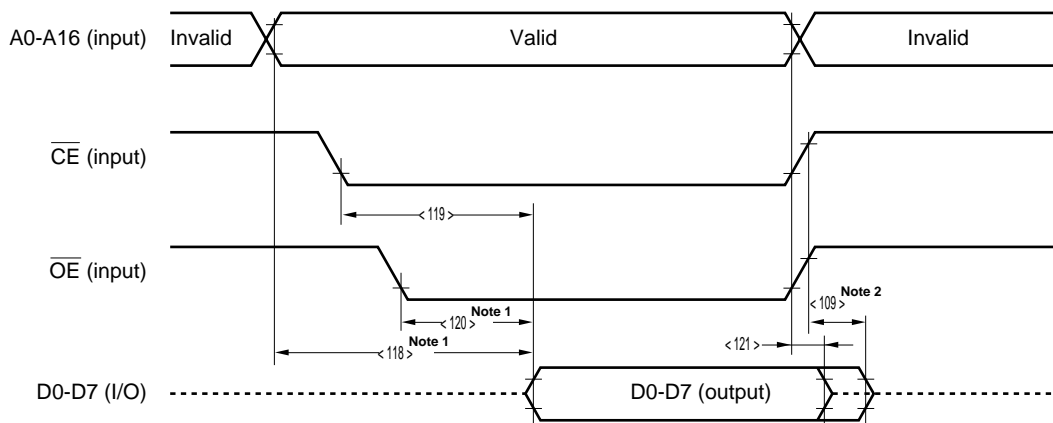 A0-A16 (input) Invalid Valid Invalid
CE (input)
< 119 >
OE (input)
< 120 > Note 1 < 109 > Note 2
< 118 > Note 1 < 121 >
D0-D7 (I/O) D0-D7 (output)